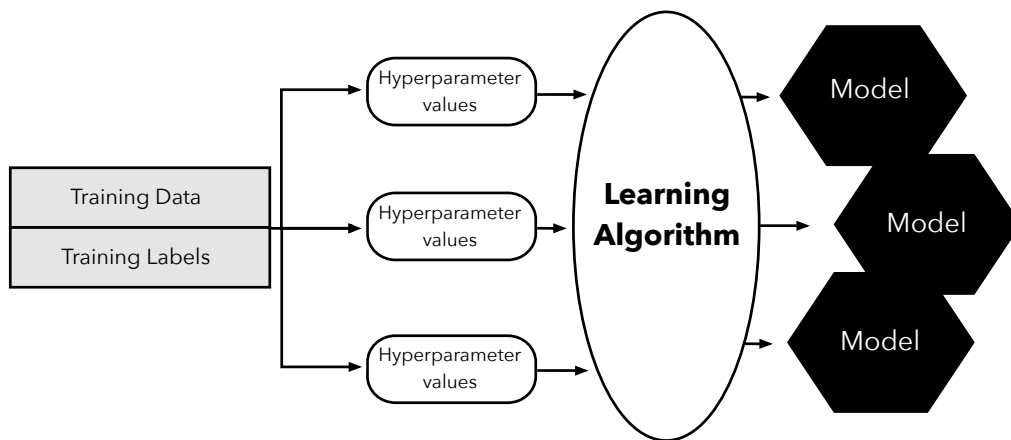 Training Data
Training Labels
Hyperparameter
values
Hyperparameter
values
Hyperparameter
values
Learning
Algorithm
Model
Model
Model